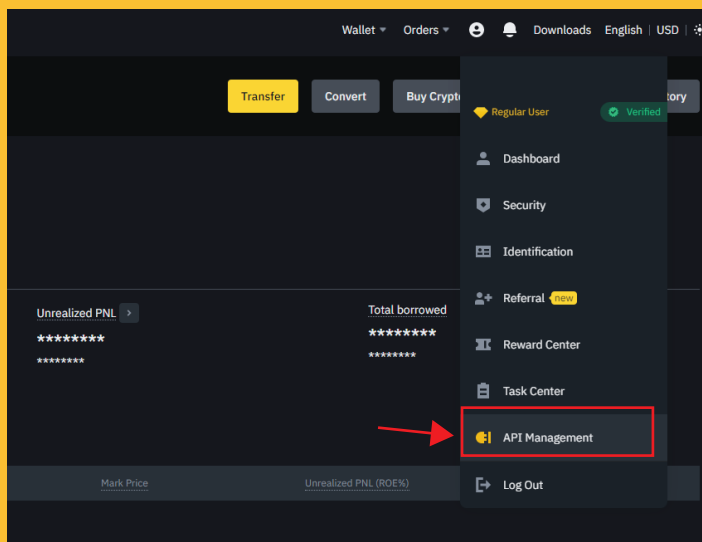 Wallet Orders Downloads English | USD |
Transfer Convert Buy Crypt tory
Regular User Verified
Dashboard
Security
Identification
Referral new
Unrealized PNL > Total borrowed
******** ********
******** ********
Reward Center
Task Center
API Management
Mark Price Unrealized PNL (ROE%)
Log Out